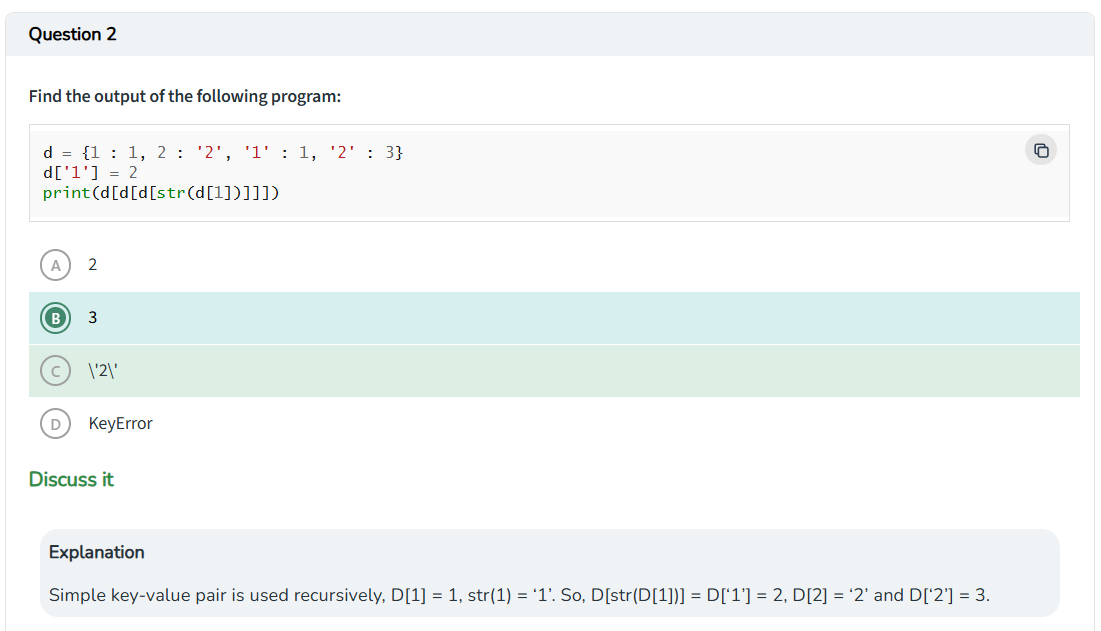 Question 2
Find the output of the following program:
d = {1 : 1, 2 : '2', '1' : 1, '2' : 3}
d['1'] = 2
print(d[d[d[str(d[1])]]])
A 2
B 3
C \'2\'
D KeyError
Discuss it
Explanation
Simple key-value pair is used recursively, D[1] = 1, str(1) = ‘1’. So, D[str(D[1])] = D[‘1’] = 2, D[2] = ‘2’ and D[‘2’] = 3.